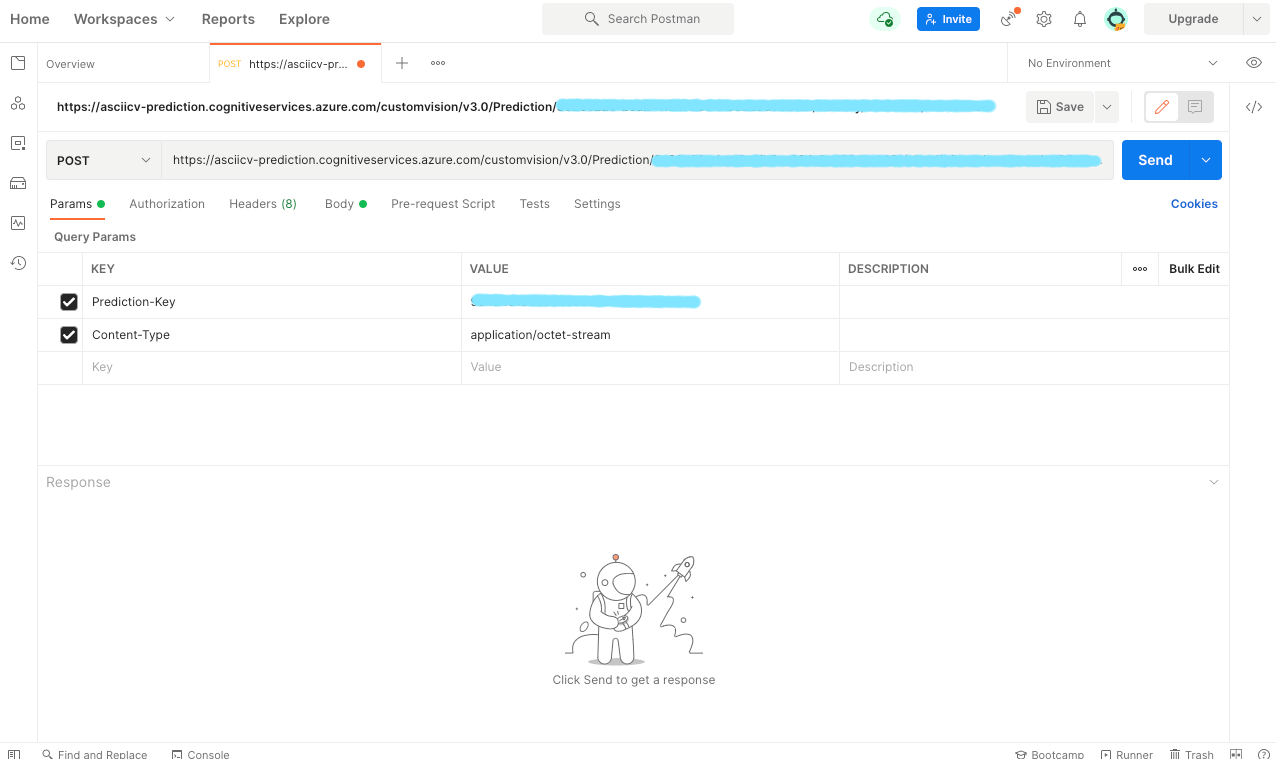 Home Workspaces Reports Explore Search Postman Invite Upgrade
Overview POST https://asciicv-pr... No Environment
https://asciicv-prediction.cognitiveservices.azure.com/customvision/v3.0/Prediction/ Save
POST https://asciicv-prediction.cognitiveservices.azure.com/customvision/v3.0/Prediction/ Send
Params Authorization Headers (8) Body Pre-request Script Tests Settings Cookies
Query Params
KEY VALUE DESCRIPTION Bulk Edit
Prediction-Key
Content-Type application/octet-stream
Key Value Description
Response
Click Send to get a response
Find and Replace Console Bootcamp Runner Trash